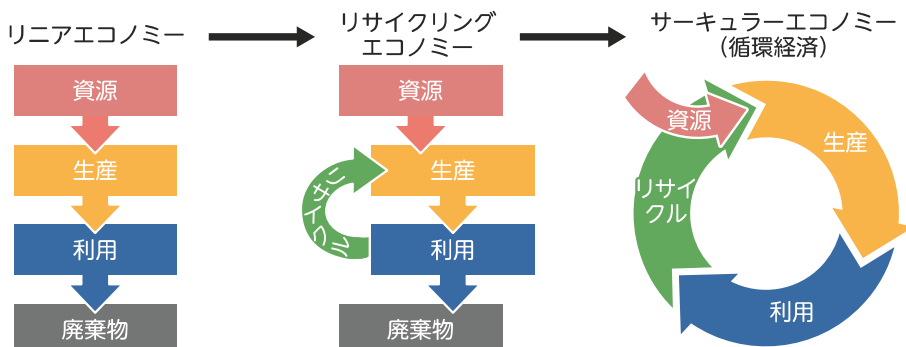 リニアエコノミー
資源
生産
利用
廃棄物
リサイクリング
エコノミー
資源
生産
リサイクル
利用
廃棄物
サーキュラーエコノミー
(循環経済)
資源
生産
リサイ
クル
利用